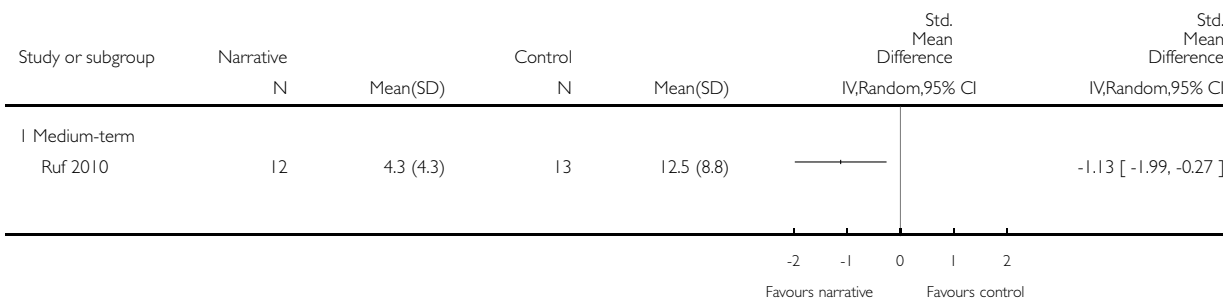 Std. Mean Difference
Std. Mean Difference
Study or subgroup Narrative Control
N Mean(SD) N Mean(SD) IV,Random,95% CI IV,Random,95% CI
1 Medium-term
Ruf 2010 12 4.3 (4.3) 13 12.5 (8.8) -1.13 [ -1.99, -0.27 ]
-2 -1 0 1 2
Favours narrative Favours control